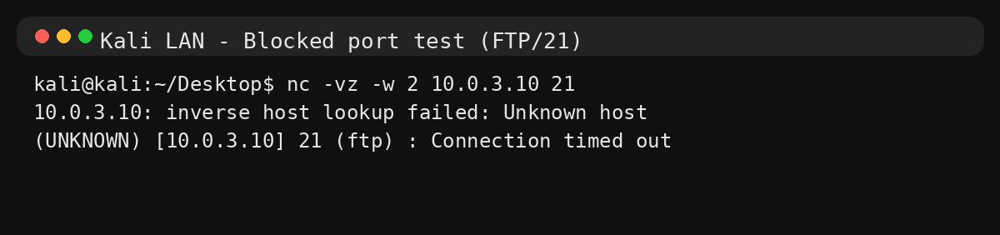 Kali LAN - Blocked port test (FTP/21)
kali@kali:~/Desktop$ nc -vz -w 2 10.0.3.10 21
10.0.3.10: inverse host lookup failed: Unknown host
(UNKNOWN) [10.0.3.10] 21 (ftp) : Connection timed out